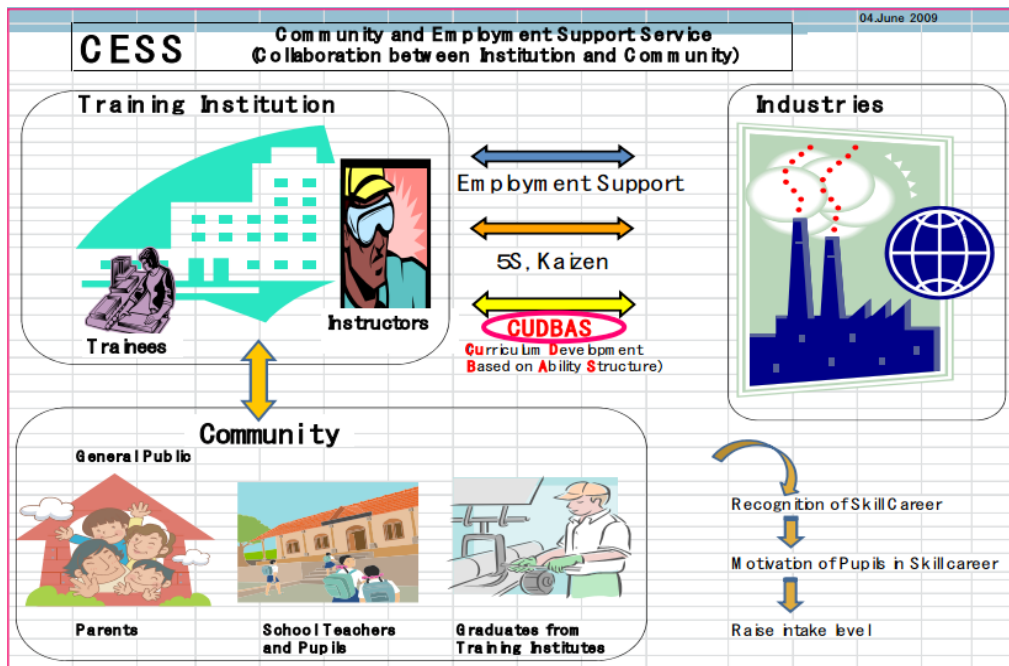 04.June 2009
CESS
Community and Employment Support Service
(Collaboration between Institution and Community)
Training Institution
Trainees
Instructors
Employment Support
5S, Kaizen
CUDBAS
Curriculum Development
Based on Ability Structure)
Industries
Community
General Public
Parents
School Teachers
and Pupils
Graduates from
Training Institutes
Recognition of Skill Career
Motivation of Pupils in Skill career
Raise intake level